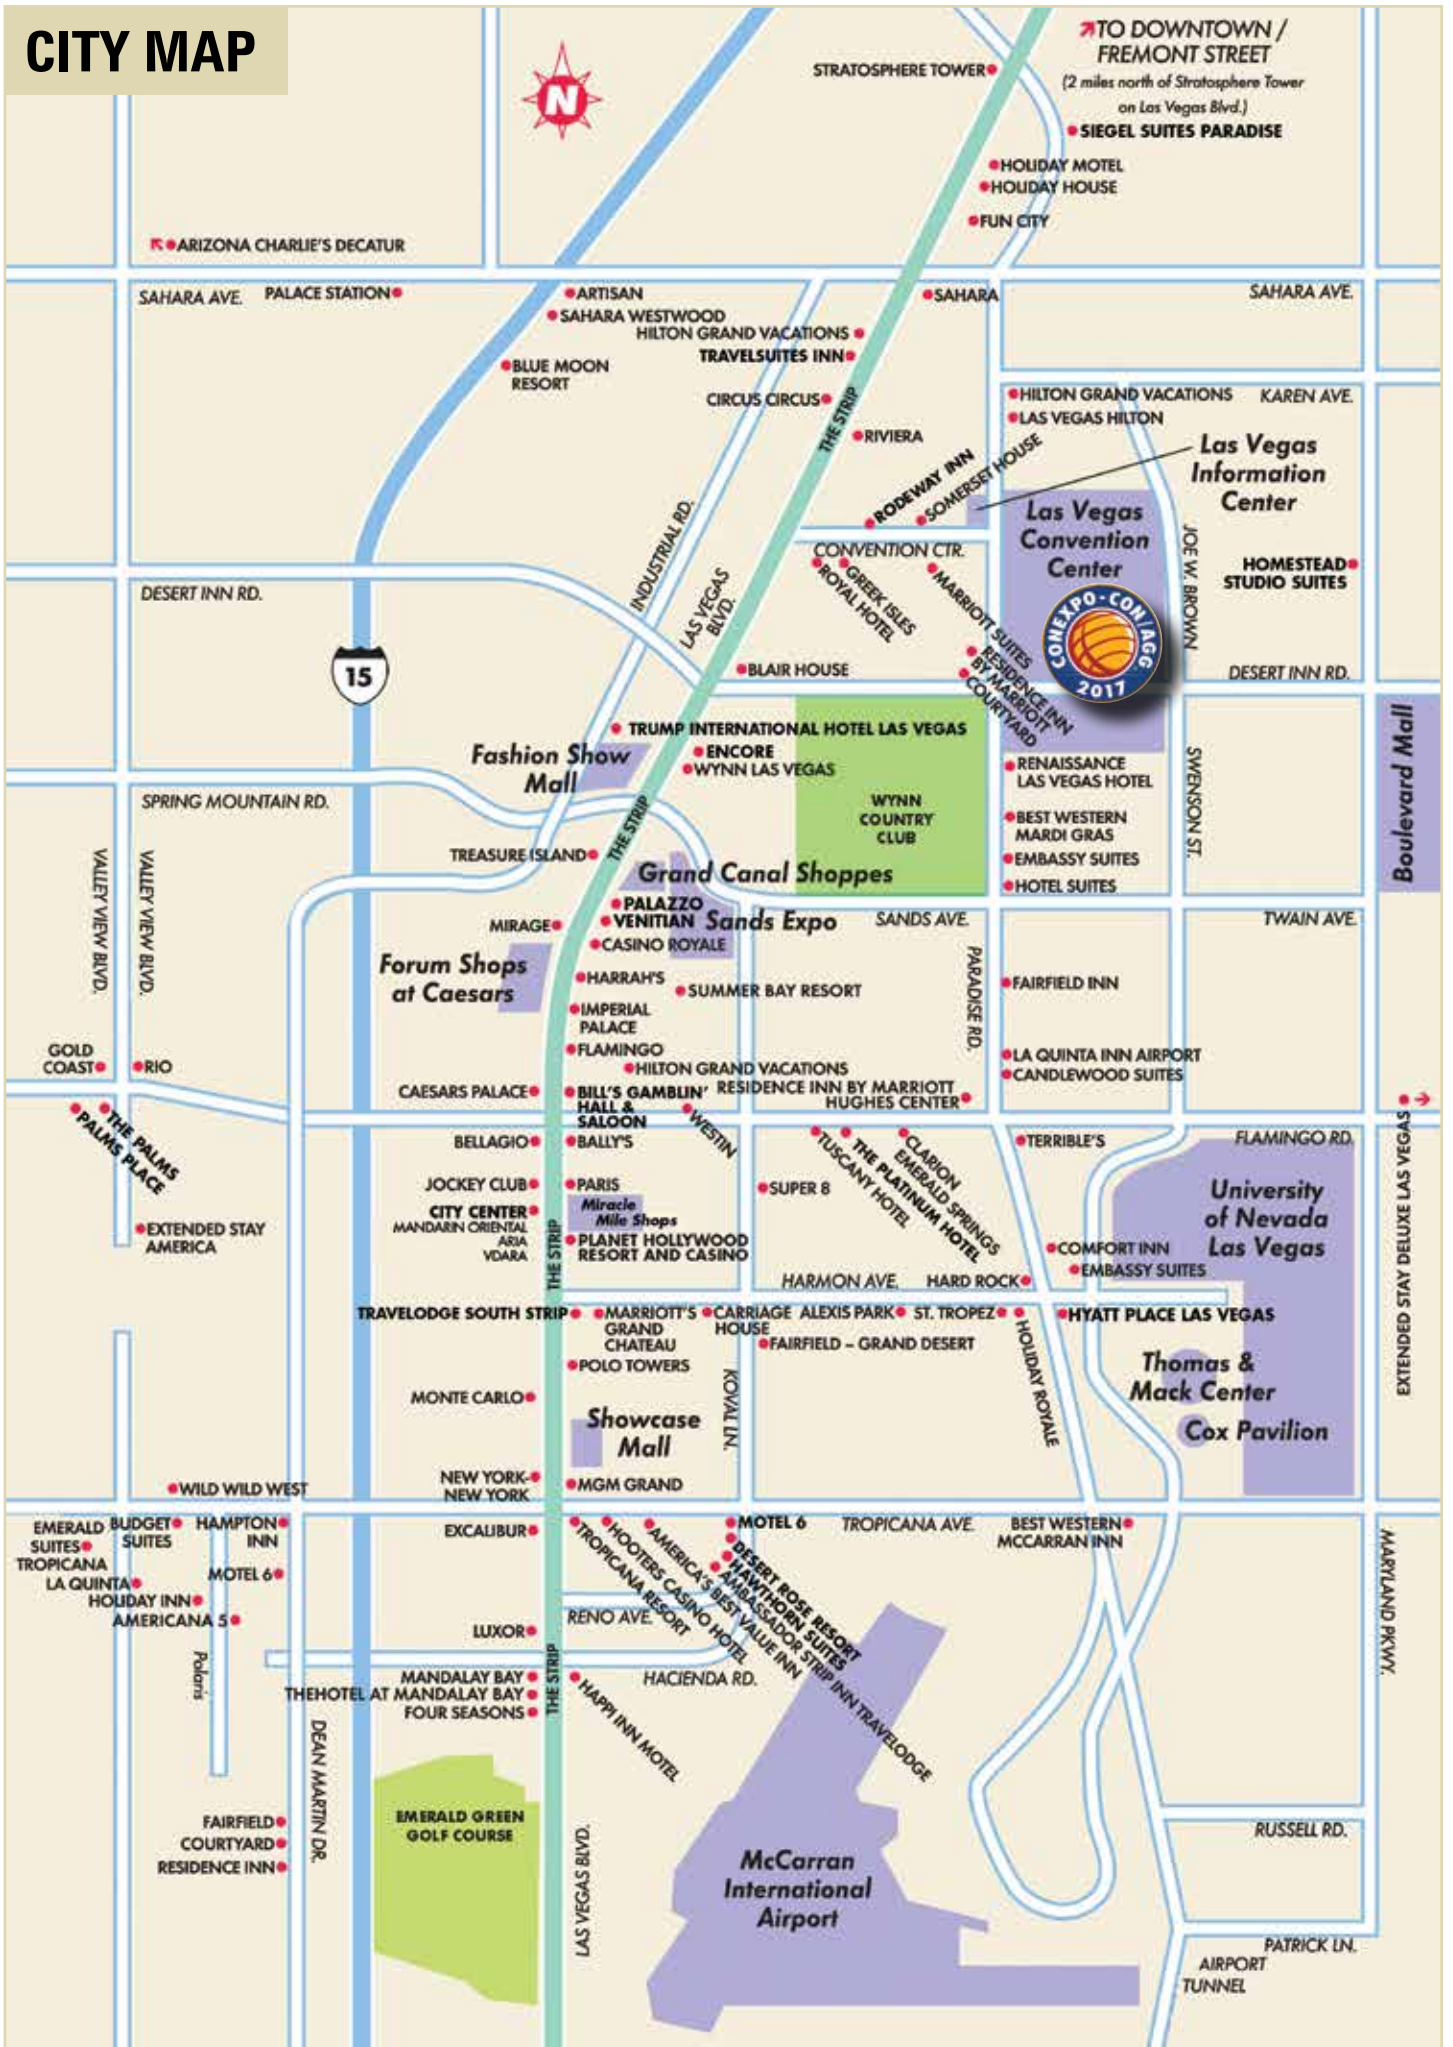 CITY MAP
N
TO DOWNTOWN /
FREMONT STREET
(2 miles north of Stratosphere Tower
on Las Vegas Blvd.)
STRATOSPHERE TOWER
SIEGEL SUITES PARADISE
HOLIDAY MOTEL
HOLIDAY HOUSE
FUN CITY
ARIZONA CHARLIE'S DECATUR
SAHARA AVE.
PALACE STATION
ARTISAN
SAHARA
SAHARA AVE.
SAHARA WESTWOOD
HILTON GRAND VACATIONS
TRAVELSUITES INN
BLUE MOON
RESORT
CIRCUS CIRCUS
THE STRIP
HILTON GRAND VACATIONS
KAREN AVE.
LAS VEGAS HILTON
RIVIERA
Las Vegas
Information
Center
RODEWAY INN
SOMERSET HOUSE
Las Vegas
Convention
Center
INDUSTRIAL RD.
CONVENTION CTR.
JOE W. BROWN
HOMESTEAD
STUDIO SUITES
DESERT INN RD.
LAS VEGAS
BLVD.
ROYAL HOTEL
GREEK ISLES
MARRIOTT SUITES
CONEXPO-CON/AGG
2017
RESIDENCE INN
BY MARRIOTT
COURTYARD
15
BLAIR HOUSE
DESERT INN RD.
TRUMP INTERNATIONAL HOTEL LAS VEGAS
Fashion Show
Mall
ENCORE
WYNN LAS VEGAS
RENAISSANCE
LAS VEGAS HOTEL
SWENSON ST.
Boulevard Mall
SPRING MOUNTAIN RD.
WYNN
COUNTRY
CLUB
BEST WESTERN
MARDI GRAS
THE STRIP
TREASURE ISLAND
EMBASSY SUITES
Grand Canal Shoppes
HOTEL SUITES
VALLEY VIEW BLVD.
VALLEY VIEW BLVD.
PALAZZO
VENITIAN
Sands Expo
SANDS AVE.
TWAIN AVE.
MIRAGE
CASINO ROYALE
Forum Shops
at Caesars
HARRAH'S
SUMMER BAY RESORT
PARADISE RD.
FAIRFIELD INN
IMPERIAL
PALACE
FLAMINGO
GOLD
COAST
RIO
HILTON GRAND VACATIONS
LA QUINTA INN AIRPORT
CANDLEWOOD SUITES
CAESARS PALACE
BILL'S GAMBLIN'
HALL &
SALOON
RESIDENCE INN BY MARRIOTT
HUGHES CENTER
WESTIN
THE PALMS
PALMS PLACE
BELLAGIO
BALLY'S
TUSCANY HOTEL
THE PLATINUM HOTEL
CLARION
EMERALD SPRINGS
TERRIBLE'S
FLAMINGO RD.
EXTENDED STAY DELUXE LAS VEGAS
JOCKEY CLUB
PARIS
SUPER 8
University
of Nevada
Las Vegas
CITY CENTER
MANDARIN ORIENTAL
ARIA
VDARA
Miracle
Mile Shops
PLANET HOLLYWOOD
RESORT AND CASINO
THE STRIP
EXTENDED STAY
AMERICA
COMFORT INN
EMBASSY SUITES
HARMON AVE.
HARD ROCK
TRAVELODGE SOUTH STRIP
MARRIOTT'S
GRAND
CHATEAU
CARRIAGE
HOUSE
ALEXIS PARK
ST. TROPEZ
HOLIDAY ROYALE
HYATT PLACE LAS VEGAS
FAIRFIELD – GRAND DESERT
POLO TOWERS
Thomas &
Mack Center
MONTE CARLO
KOVAL LN.
Showcase
Mall
Cox Pavilion
NEW YORK-
NEW YORK
MGM GRAND
WILD WILD WEST
EMERALD
SUITES
TROPICANA
BUDGET
SUITES
HAMPTON
INN
EXCALIBUR
MOTEL 6
TROPICANA AVE.
BEST WESTERN
MCCARRAN INN
TROPICANA RESORT
HOOTERS CASINO HOTEL
AMERICA'S BEST VALUE INN
DESERT ROSE RESORT
HAWTHORN SUITES
AMBASSADOR STRIP INN TRAVELODGE
MOTEL 6
LA QUINTA
HOLIDAY INN
AMERICANA 5
MARYLAND PKWY.
RENO AVE.
LUXOR
Polaris
THE STRIP
HACIENDA RD.
MANDALAY BAY
THEHOTEL AT MANDALAY BAY
FOUR SEASONS
HAPPI INN MOTEL
DEAN MARTIN DR.
EMERALD GREEN
GOLF COURSE
FAIRFIELD
COURTYARD
RESIDENCE INN
LAS VEGAS BLVD.
RUSSELL RD.
McCarran
International
Airport
PATRICK LN.
AIRPORT
TUNNEL